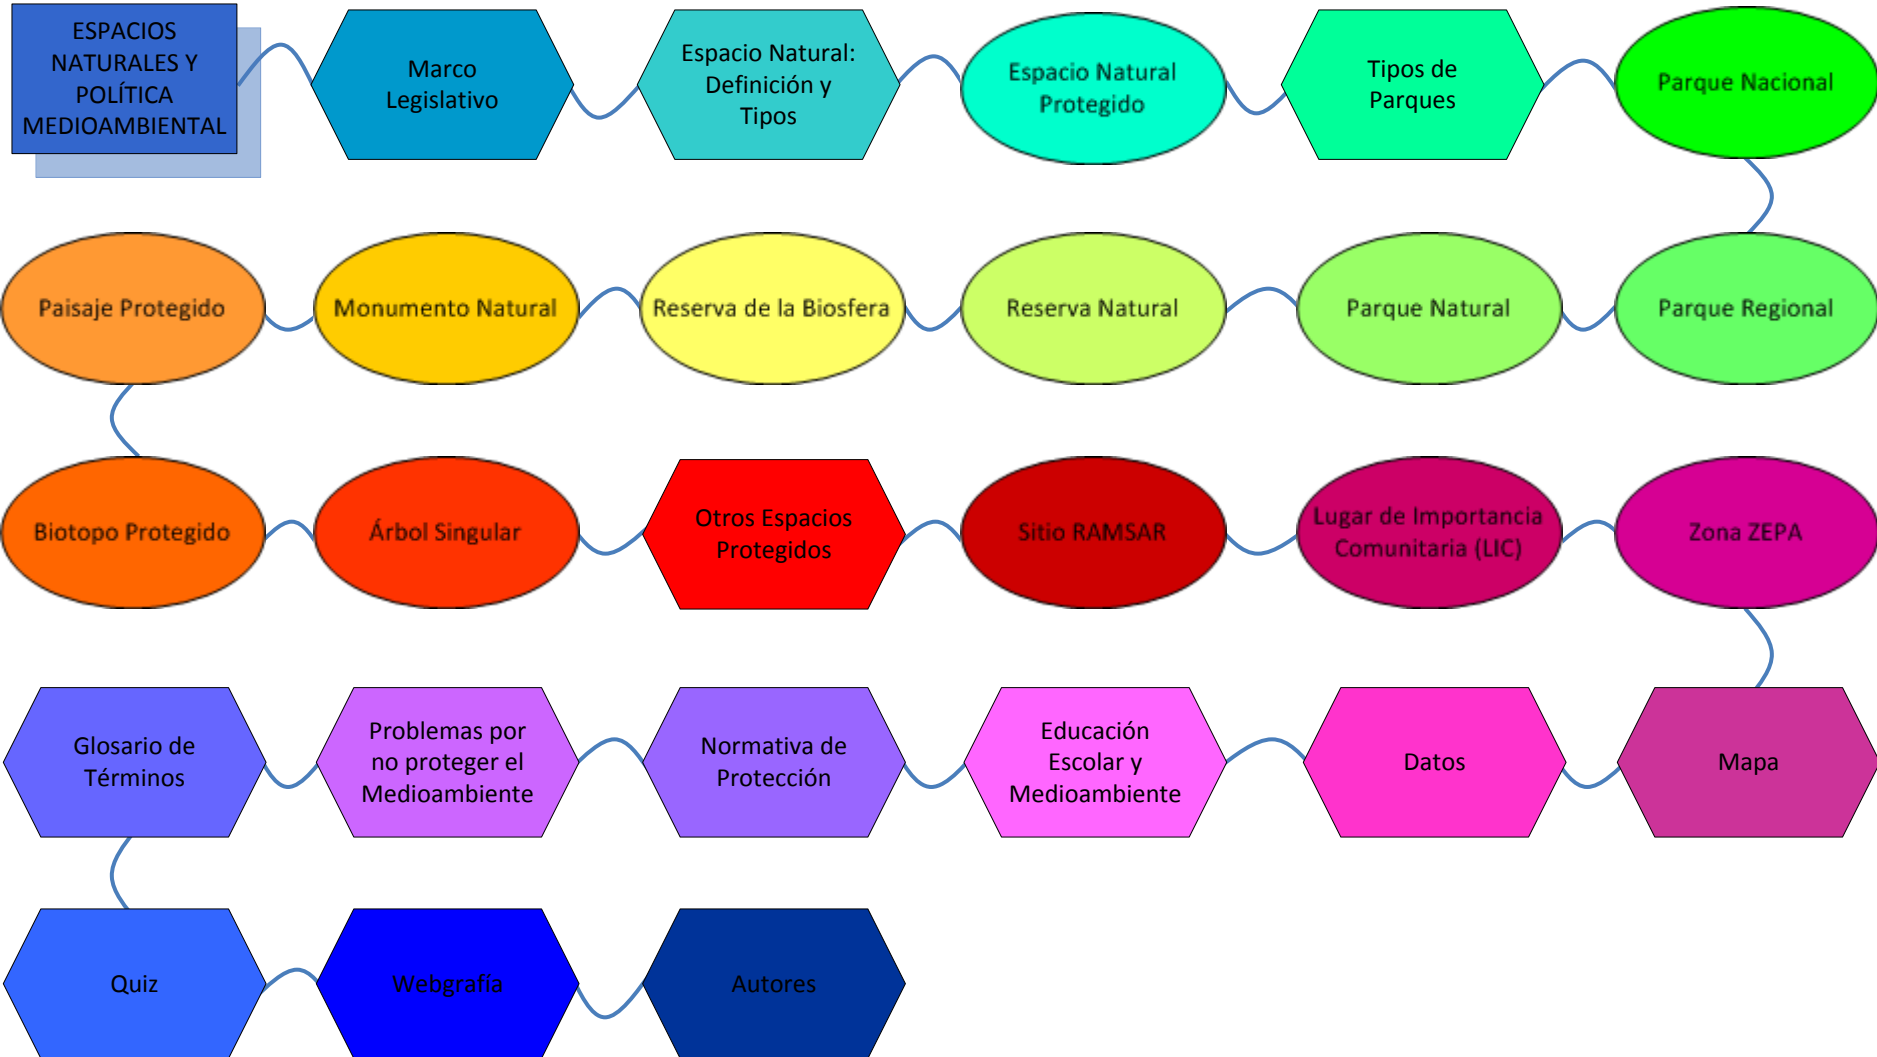 ESPACIOS
NATURALES Y
POLÍTICA
MEDIOAMBIENTAL
Marco
Legislativo
Espacio Natural:
Definición y
Tipos
Espacio Natural
Protegido
Tipos de
Parques
Parque Nacional
Paisaje Protegido
Monumento Natural
Reserva de la Biosfera
Reserva Natural
Parque Natural
Parque Regional
Biotopo Protegido
Árbol Singular
Otros Espacios
Protegidos
Sitio RAMSAR
Lugar de Importancia
Comunitaria (LIC)
Zona ZEPA
Glosario de
Términos
Problemas por
no proteger el
Medioambiente
Normativa de
Protección
Educación
Escolar y
Medioambiente
Datos
Mapa
Quiz
Webgrafía
Autores